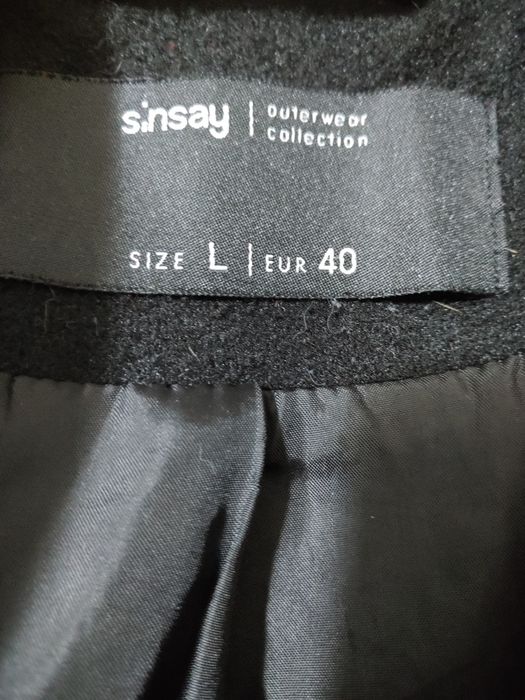 sinsay | outerwear
collection
SIZE L | EUR 40